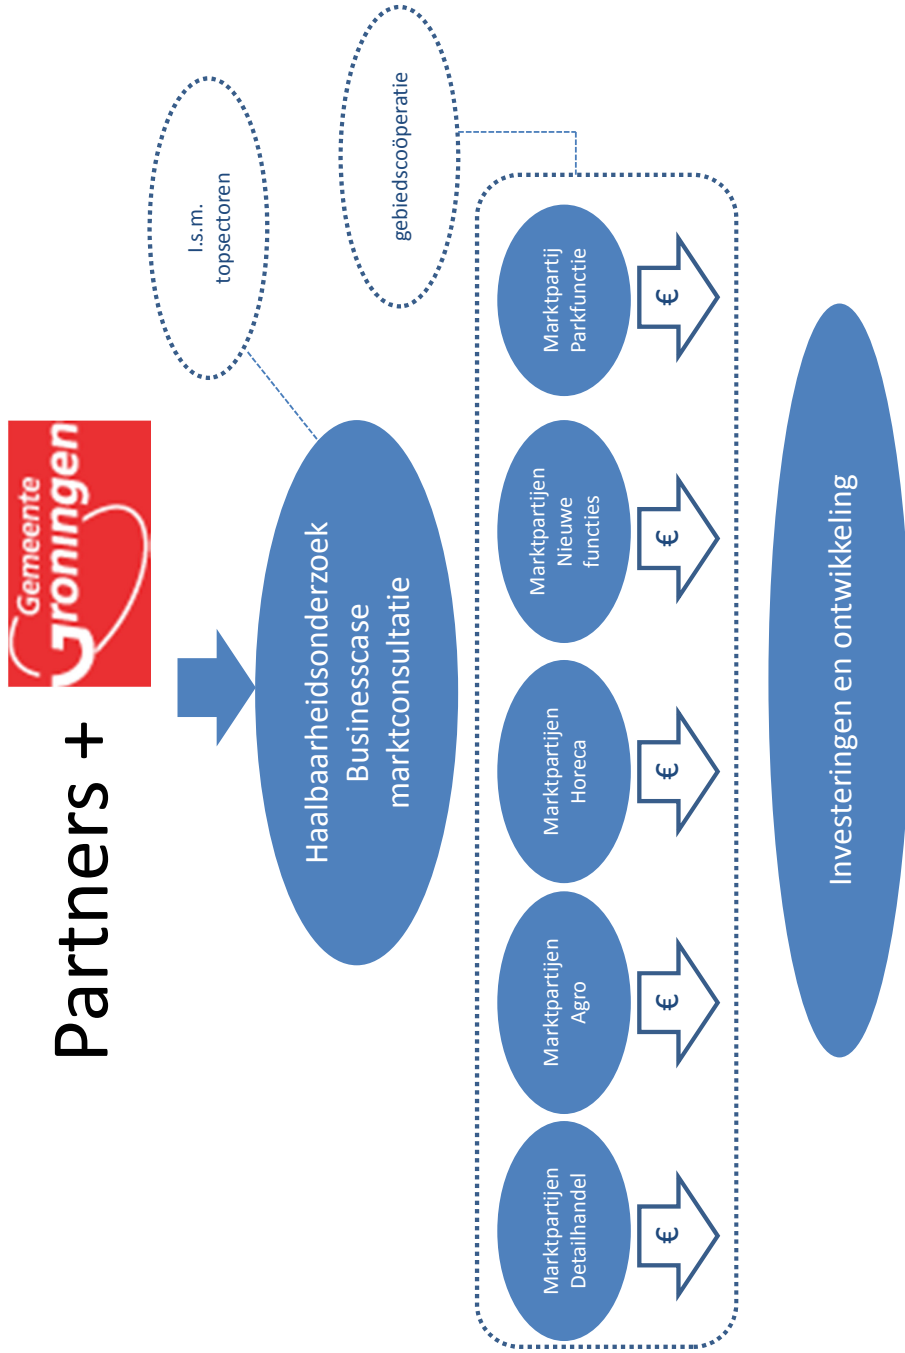 Partners +
Gemeente
Groningen
I.s.m.
topsectoren
Haalbaarheidsonderzoek
Businesscase
marktconsultatie
gebiedscoöperatie
Marktpartijen
Detailhandel
Marktpartijen
Agro
Marktpartijen
Horeca
Marktpartijen
Nieuwe
functies
Marktpartij
Parkfunctie
€
€
€
€
€
Investeringen en ontwikkeling